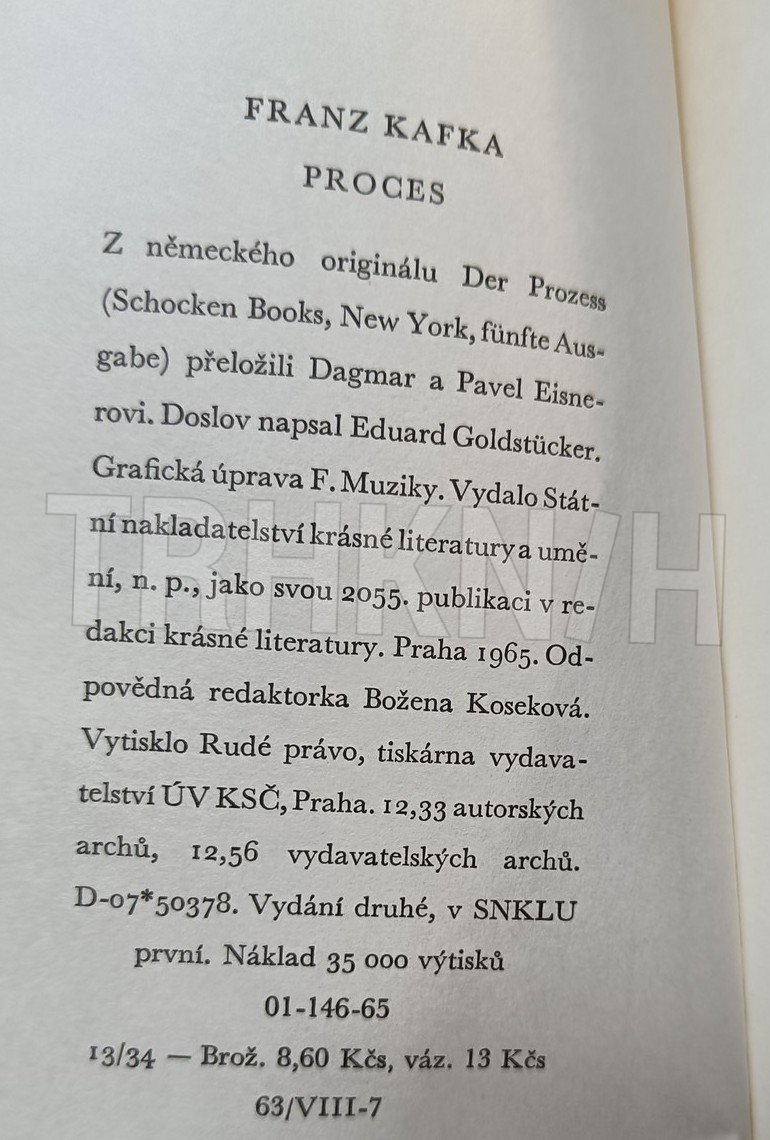 FRANZ KAFKA
PROCES
Z německého originálu Der Prozess
(Schocken Books, New York, fünfte Aus-
gabe) přeložili Dagmar a Pavel Eisne-
rovi. Doslov napsal Eduard Goldstücker.
Grafická úprava F. Muziky. Vydalo Stát-
ní nakladatelství krásné literatury a umě-
ní, n. p., jako svou 2055. publikaci v re-
dakci krásné literatury. Praha 1965. Od-
povědná redaktorka Božena Koseková.
Vytisklo Rudé právo, tiskárna vydava-
telství ÚV KSČ, Praha. 12,33 autorských
archů, 12,56 vydavatelských archů.
D-07*50378. Vydání druhé, v SNKLU
první. Náklad 35 000 výtisků
01-146-65
13/34 — Brož. 8,60 Kčs, váz. 13 Kčs
63/VIII-7
TRHKNIH